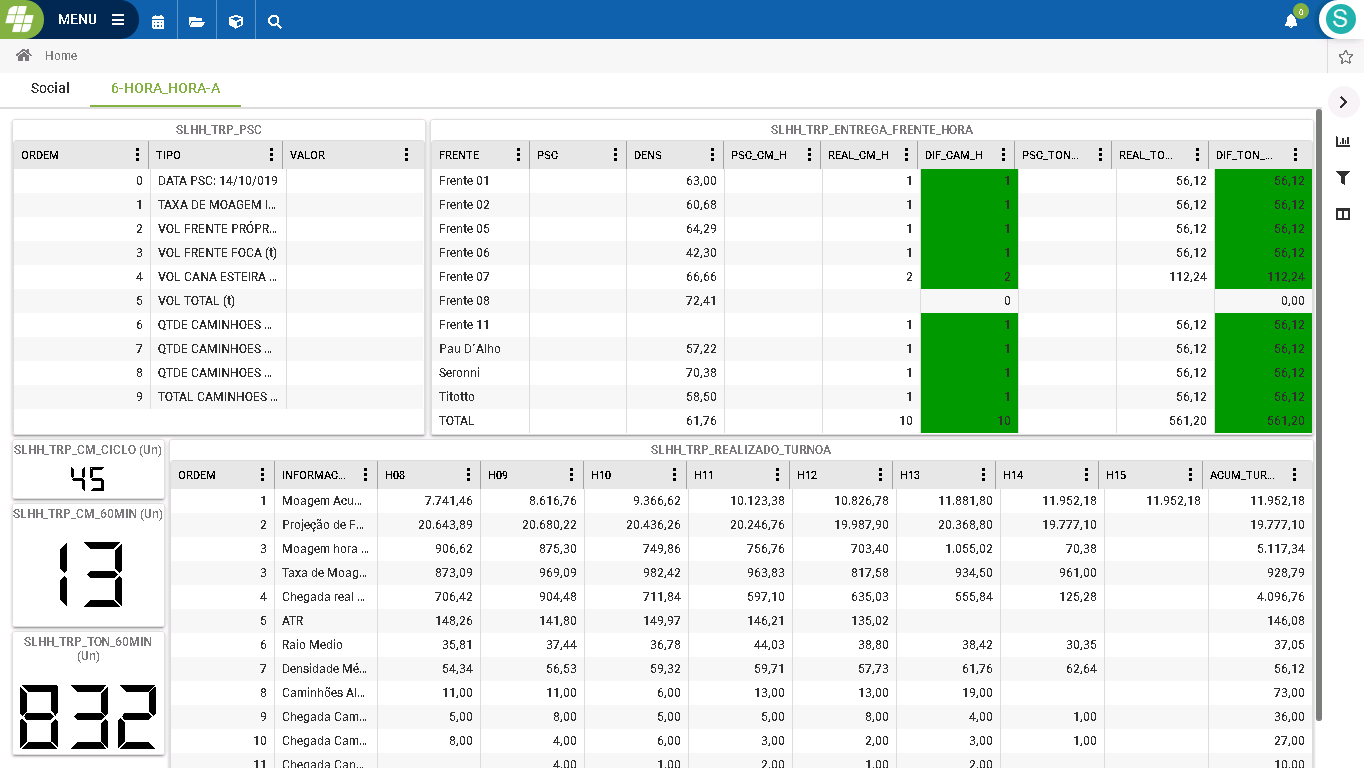 MENU
0
S
Home
Social 6-HORA_HORA-A
SLHH_TRP_PSC
ORDEM TIPO VALOR
0 DATA PSC: 14/10/019
1 TAXA DE MOAGEM I...
2 VOL FRENTE PRÓPR...
3 VOL FRENTE FOCA (t)
4 VOL CANA ESTEIRA ...
5 VOL TOTAL (t)
6 QTDE CAMINHOES ...
7 QTDE CAMINHOES ...
8 QTDE CAMINHOES ...
9 TOTAL CAMINHOES ...
SLHH_TRP_ENTREGA_FRENTE_HORA
FRENTE PSC DENS PSC_CM_H REAL_CM_H DIF_CAM_H PSC_TON... REAL_TO... DIF_TON_...
Frente 01 63,00 1 1 56,12 56,12
Frente 02 60,68 1 1 56,12 56,12
Frente 05 64,29 1 1 56,12 56,12
Frente 06 42,30 1 1 56,12 56,12
Frente 07 66,66 2 2 112,24 112,24
Frente 08 72,41 0 0,00
Frente 11 1 1 56,12 56,12
Pau D´Alho 57,22 1 1 56,12 56,12
Seronni 70,38 1 1 56,12 56,12
Titotto 58,50 1 1 56,12 56,12
TOTAL 61,76 10 10 561,20 561,20
SLHH_TRP_CM_CICLO (Un)
45
SLHH_TRP_CM_60MIN (Un)
13
SLHH_TRP_TON_60MIN
(Un)
832
SLHH_TRP_REALIZADO_TURNOA
ORDEM INFORMAC... H08 H09 H10 H11 H12 H13 H14 H15 ACUM_TUR...
1 Moagem Acu... 7.741,46 8.616,76 9.366,62 10.123,38 10.826,78 11.881,80 11.952,18 11.952,18 11.952,18
2 Projeção de F... 20.643,89 20.680,22 20.436,26 20.246,76 19.987,90 20.368,80 19.777,10 19.777,10
3 Moagem hora ... 906,62 875,30 749,86 756,76 703,40 1.055,02 70,38 5.117,34
3 Taxa de Moag... 873,09 969,09 982,42 963,83 817,58 934,50 961,00 928,79
4 Chegada real ... 706,42 904,48 711,84 597,10 635,03 555,84 125,28 4.096,76
5 ATR 148,26 141,80 149,97 146,21 135,02 146,08
6 Raio Medio 35,81 37,44 36,78 44,03 38,80 38,42 30,35 37,05
7 Densidade Mé... 54,34 56,53 59,32 59,71 57,73 61,76 62,64 56,12
8 Caminhões Al... 11,00 11,00 6,00 13,00 13,00 19,00 73,00
9 Chegada Cam... 5,00 8,00 5,00 5,00 8,00 4,00 1,00 36,00
10 Chegada Cam... 8,00 4,00 6,00 3,00 2,00 3,00 1,00 27,00
11 Chegada Cam... 4,00 1,00 2,00 1,00 2,00 10,00